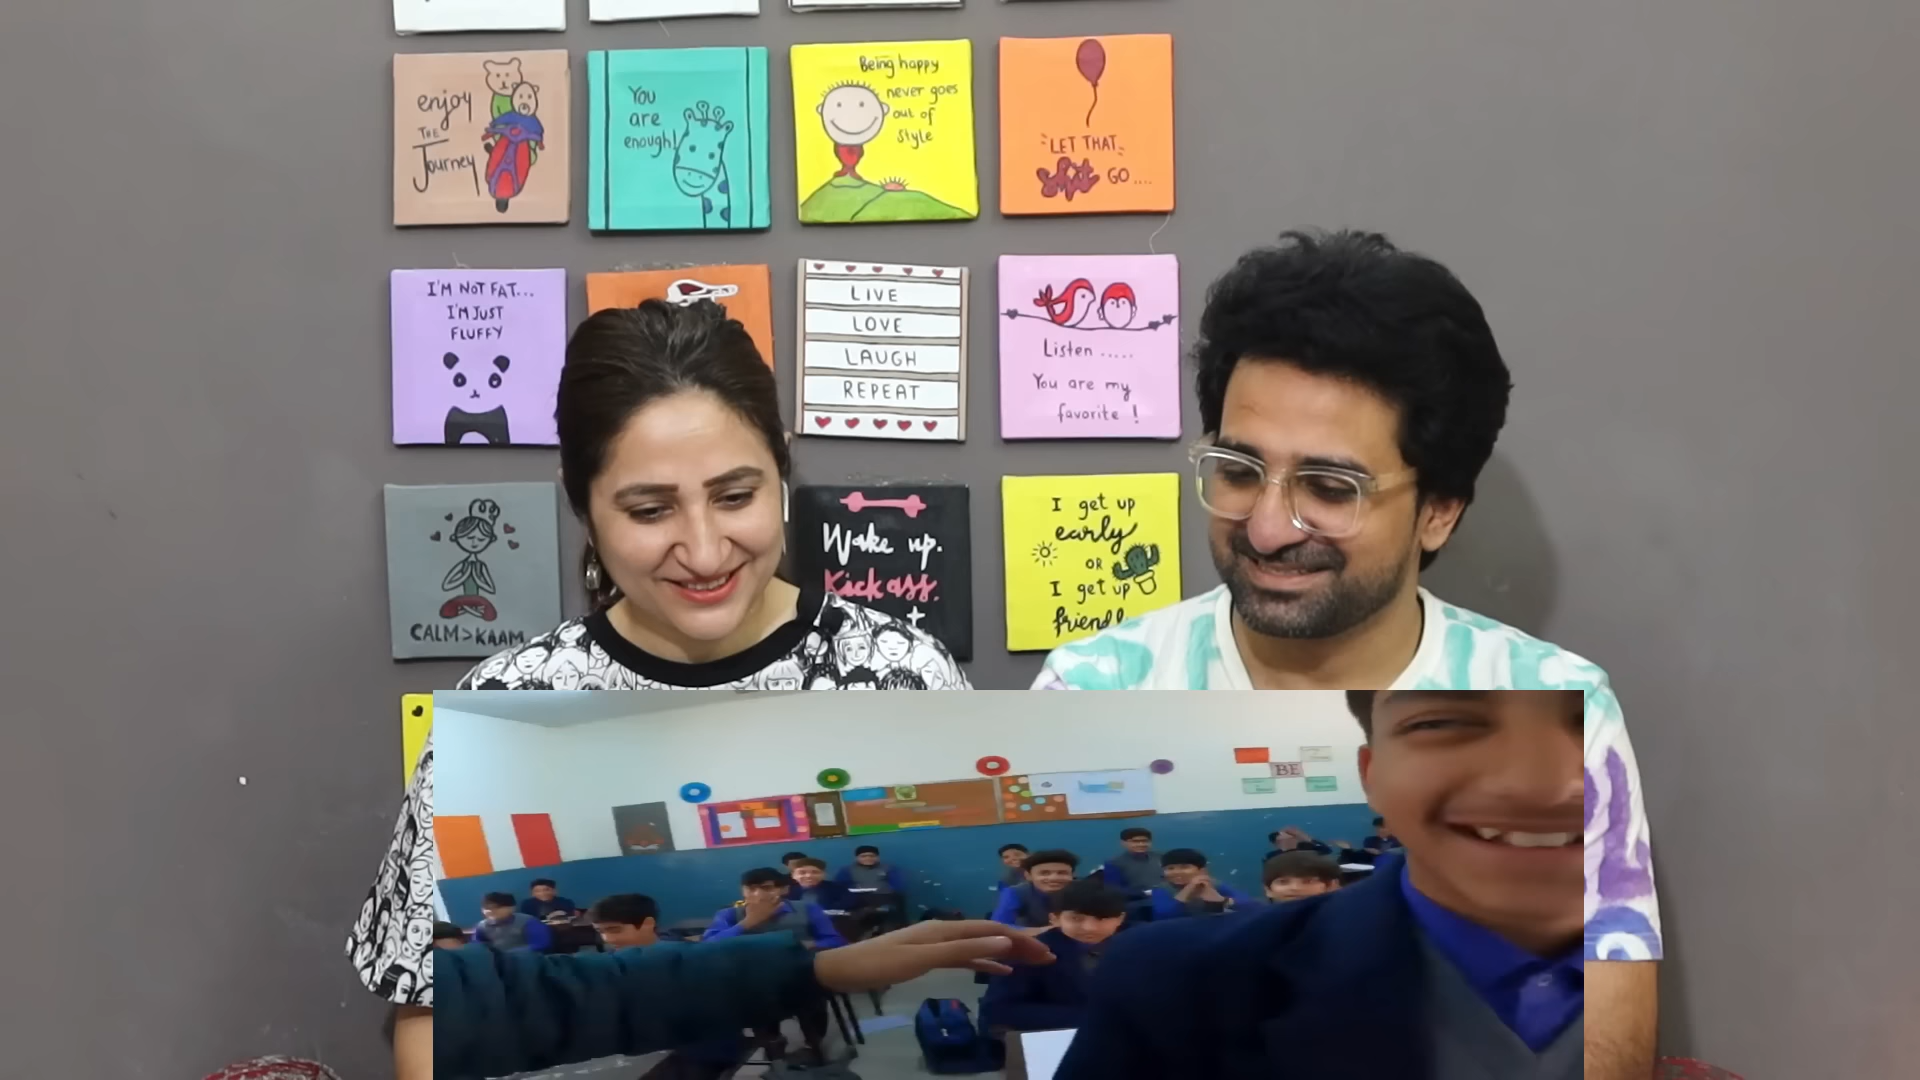 enjoy
THE
Journey
You
are
enough!
Being happy
never goes
out of
style
LET THAT
shit GO....
I'M NOT FAT...
I'M JUST
FLUFFY
LIVE
LOVE
LAUGH
REPEAT
Listen .....
You are my
favorite !
CALM>KAAM
Wake up.
Kick ass.
I get up
early
OR
I get up
BE